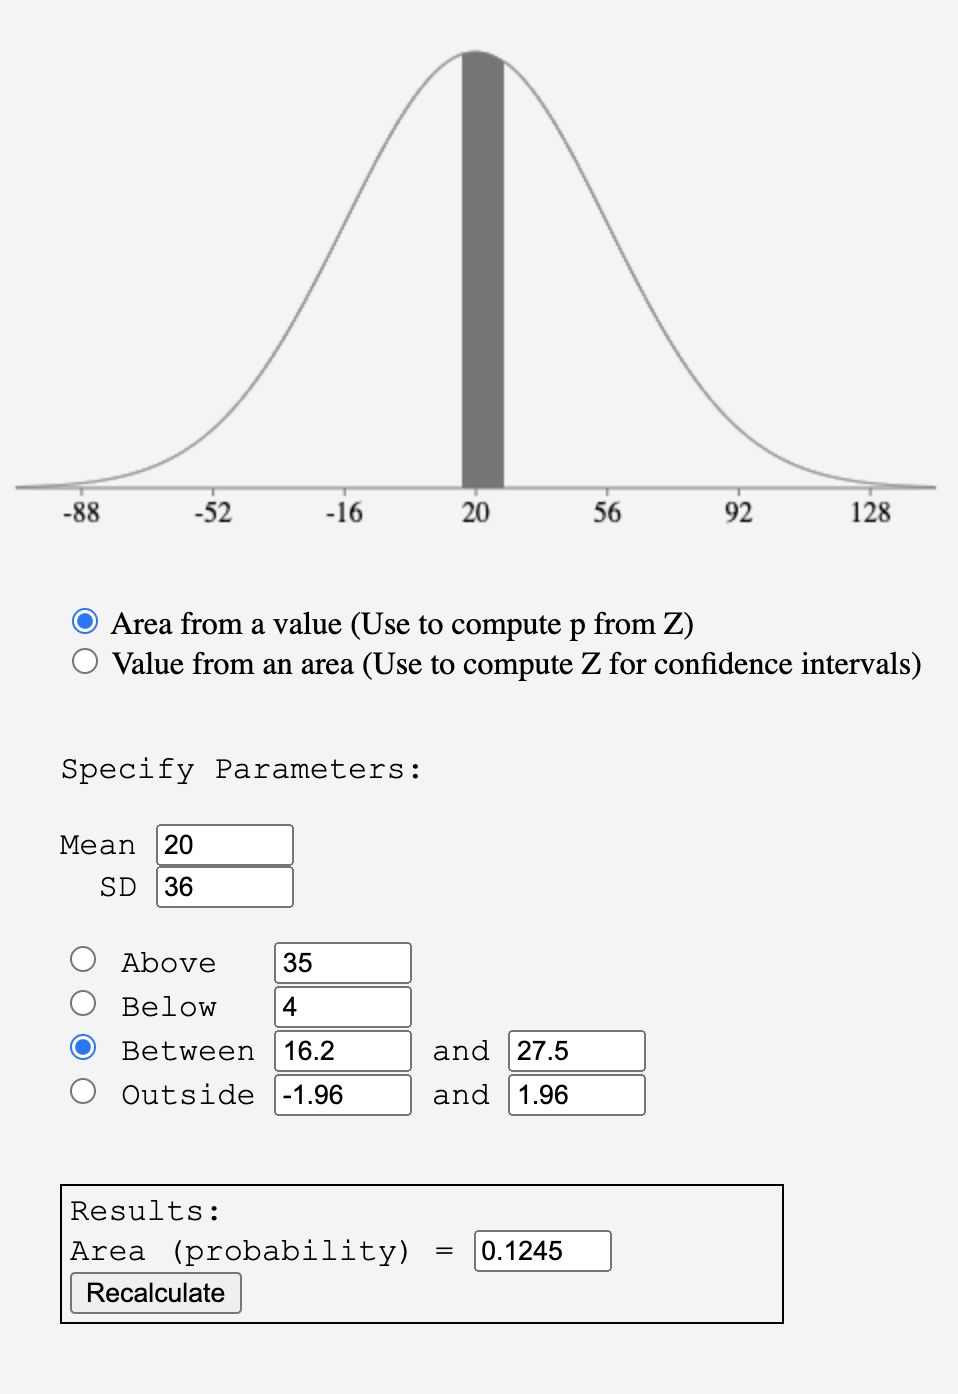 -88 -52 -16 20 56 92 128
Area from a value (Use to compute p from Z)
Value from an area (Use to compute Z for confidence intervals)
Specify Parameters:
Mean 20
SD 36
Above 35
Below 4
Between 16.2 and 27.5
Outside -1.96 and 1.96
Results:
Area (probability) = 0.1245
Recalculate